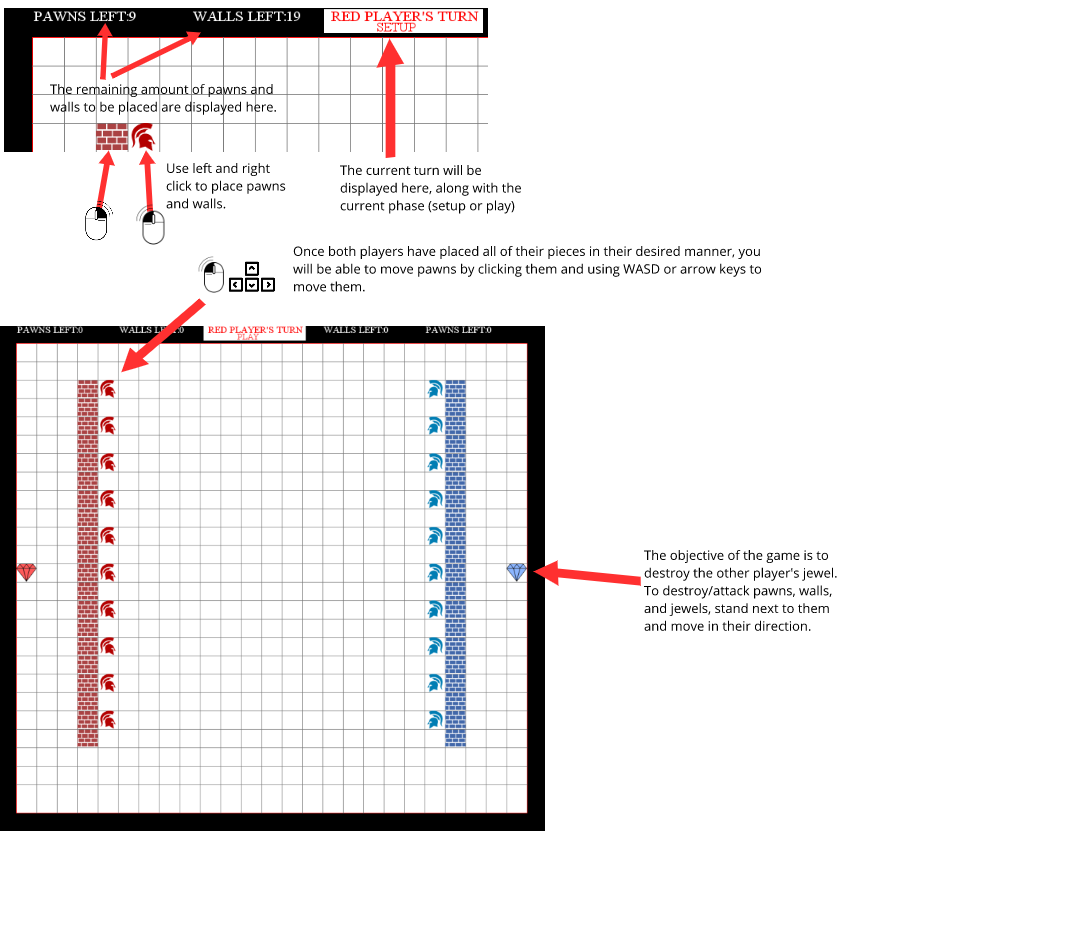 PAWNS LEFT:9 WALLS LEFT:19 RED PLAYER'S TURN
SETUP
The remaining amount of pawns and
walls to be placed are displayed here.
Use left and right
click to place pawns
and walls.
The current turn will be
displayed here, along with the
current phase (setup or play)
Once both players have placed all of their pieces in their desired manner, you
will be able to move pawns by clicking them and using WASD or arrow keys to
move them.
PAWNS LEFT:0 WALLS LEFT:0 RED PLAYER'S TURN WALLS LEFT:0 PAWNS LEFT:0
PLAY
The objective of the game is to
destroy the other player's jewel.
To destroy/attack pawns, walls,
and jewels, stand next to them
and move in their direction.